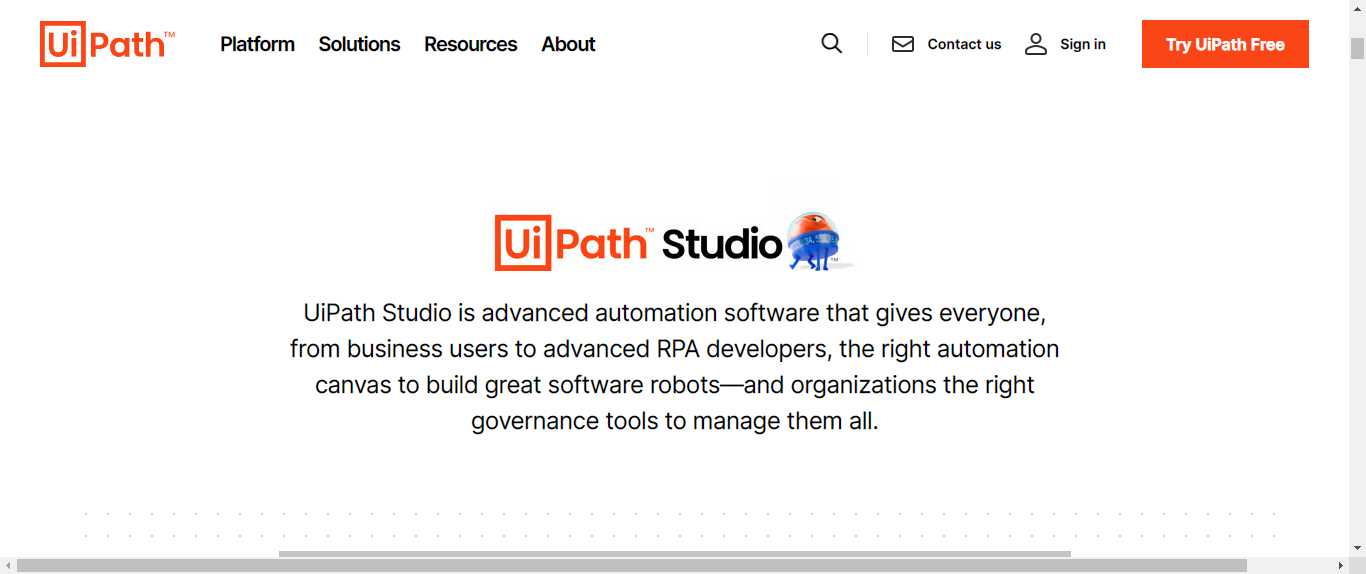 UiPath™
Platform Solutions Resources About
Contact us Sign in Try UiPath Free
UiPath™ Studio
UiPath Studio is advanced automation software that gives everyone,
from business users to advanced RPA developers, the right automation
canvas to build great software robots—and organizations the right
governance tools to manage them all.